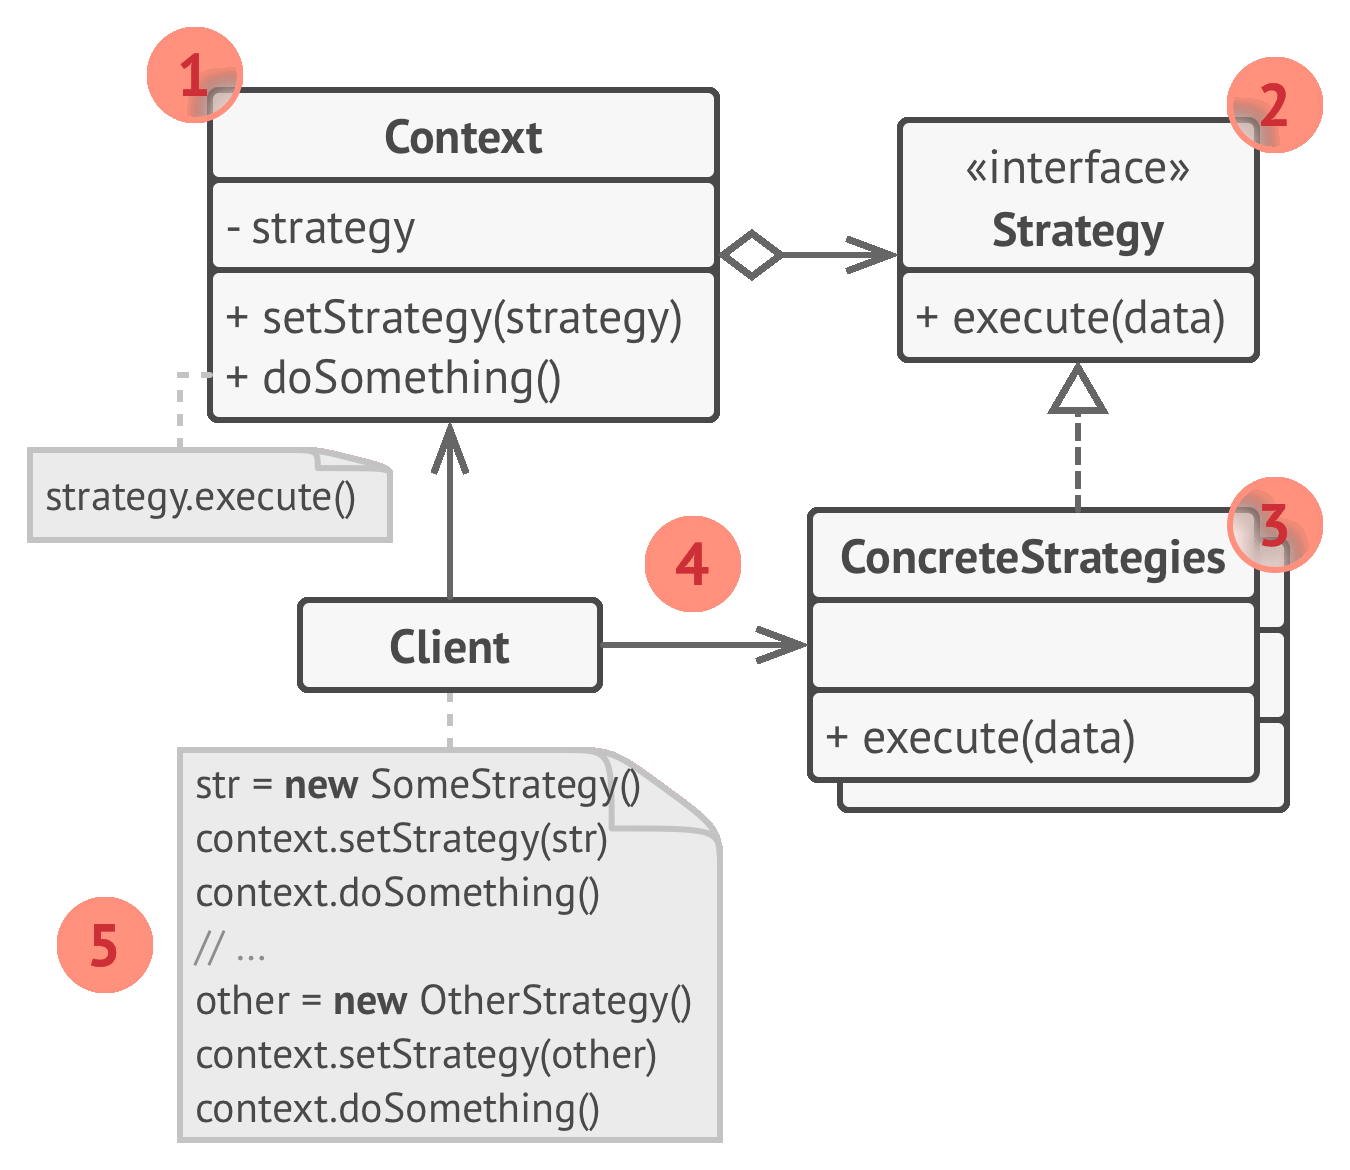 1
Context
- strategy
+ setStrategy(strategy)
+ doSomething()
2
«interface»
Strategy
+ execute(data)
strategy.execute()
3
ConcreteStrategies
+ execute(data)
4
Client
5
str = new SomeStrategy()
context.setStrategy(str)
context.doSomething()
// ...
other = new OtherStrategy()
context.setStrategy(other)
context.doSomething()